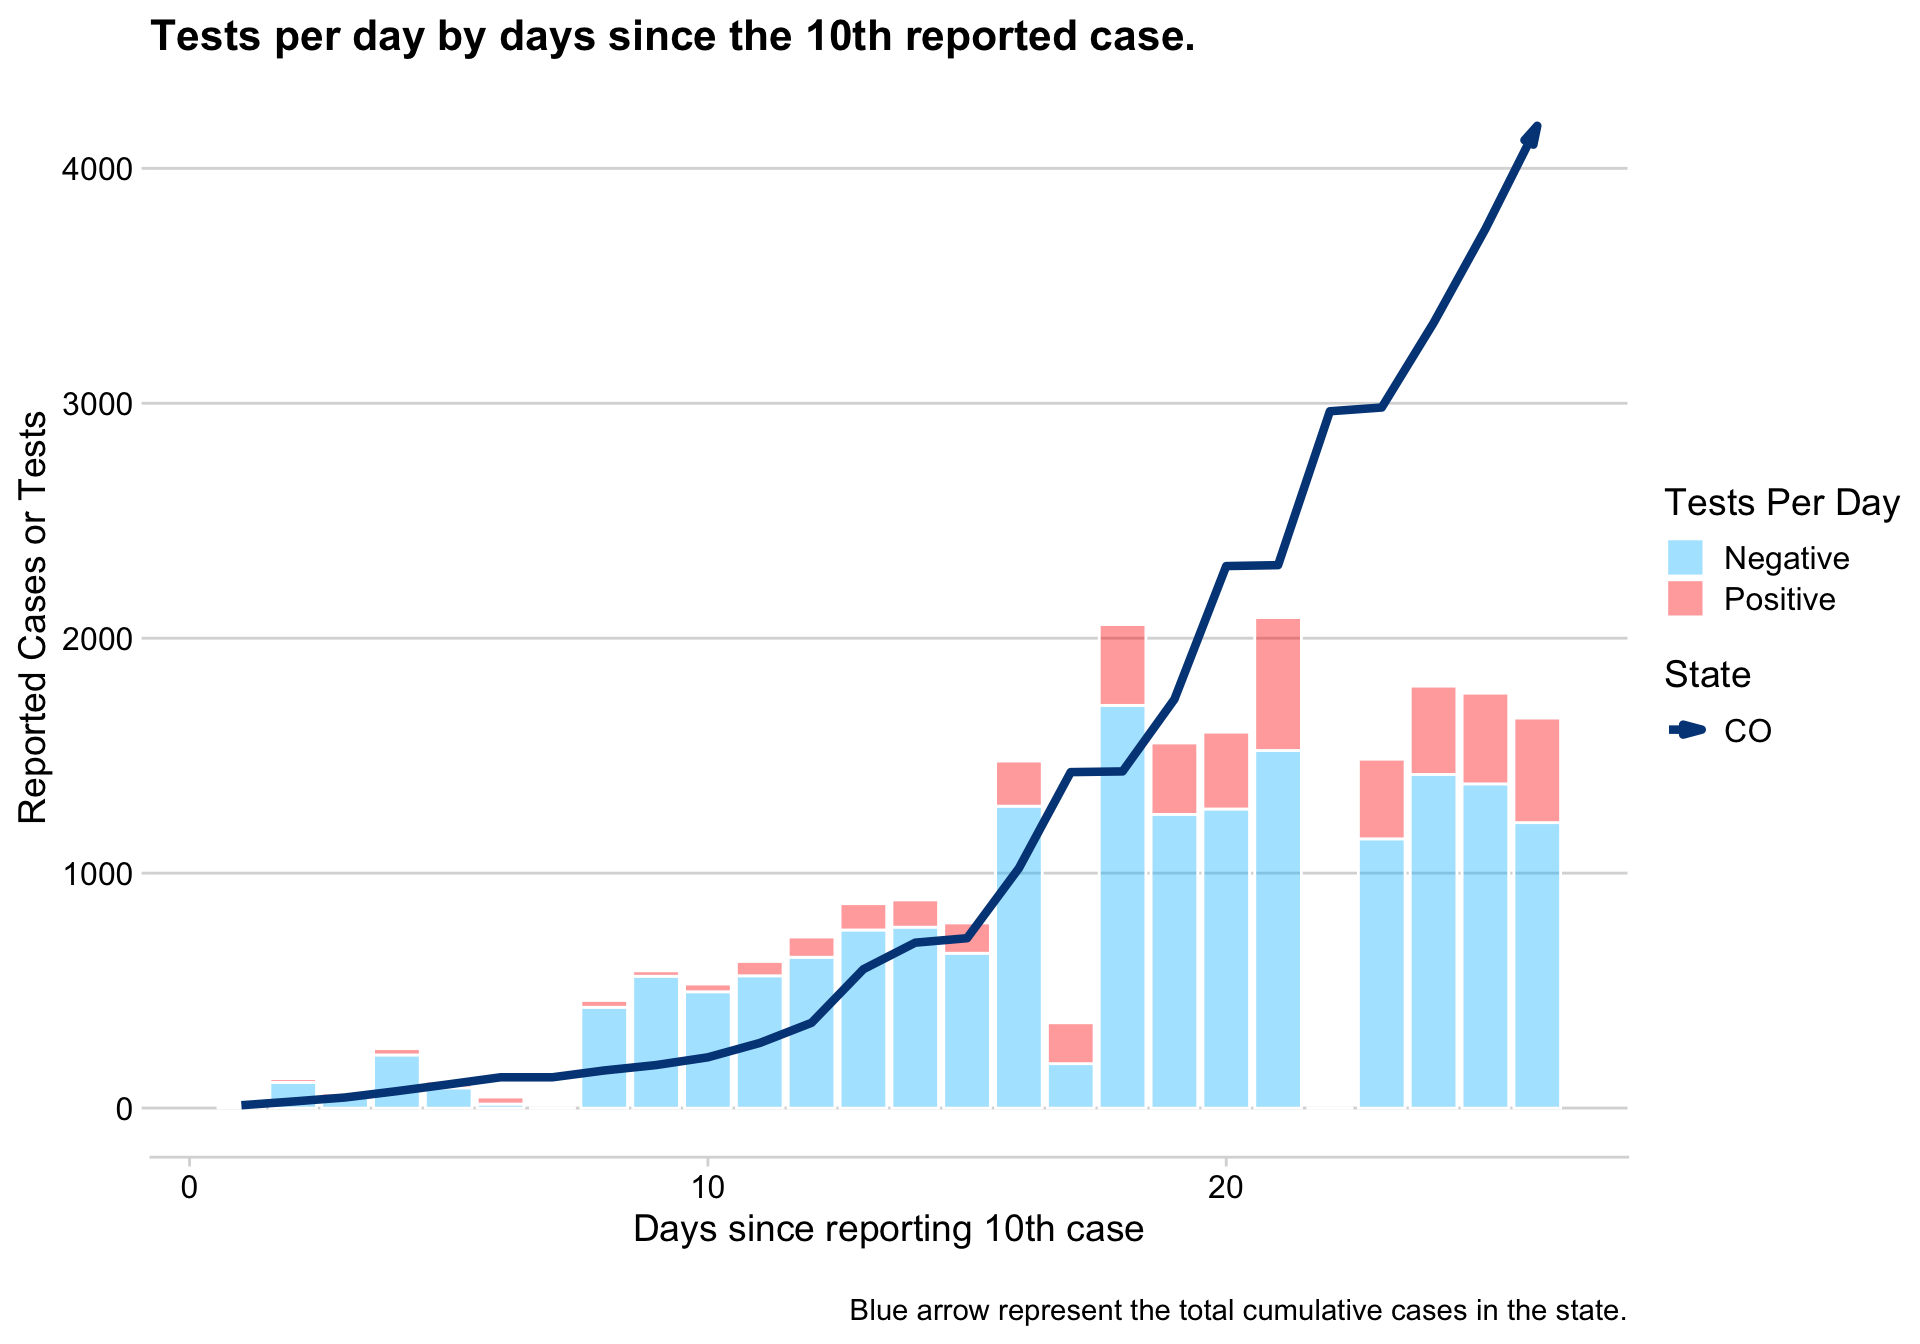 Tests per day by days since the 10th reported case.
4000
3000
2000
1000
0
Reported Cases or Tests
0
10
20
Days since reporting 10th case
Tests Per Day
Negative
Positive
State
CO
Blue arrow represent the total cumulative cases in the state.